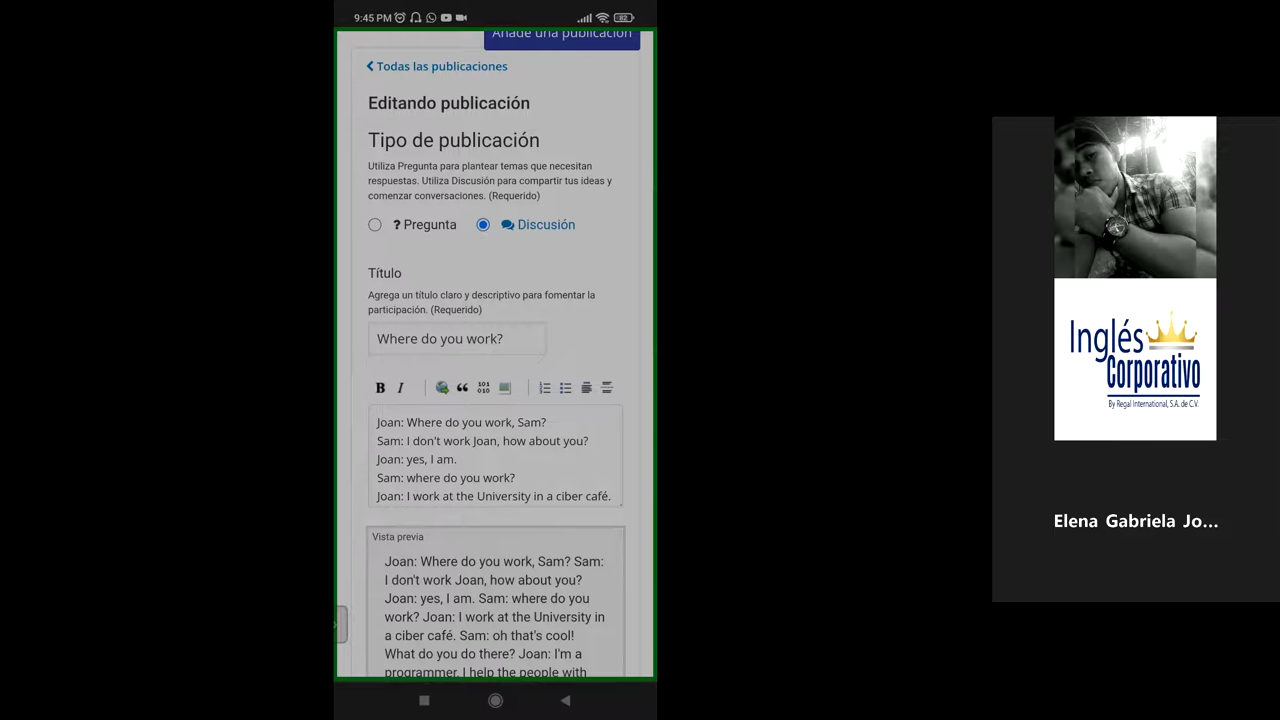 9:45 PM
82
Añade una publicación
Todas las publicaciones
Editando publicación
Tipo de publicación
Utiliza Pregunta para plantear temas que necesitan
respuestas. Utiliza Discusión para compartir tus ideas y
comenzar conversaciones. (Requerido)
? Pregunta
Discusión
Título
Agrega un título claro y descriptivo para fomentar la
participación. (Requerido)
Where do you work?
B I
101
010
Joan: Where do you work, Sam?
Sam: I don't work Joan, how about you?
Joan: yes, I am.
Sam: where do you work?
Joan: I work at the University in a ciber café.
Vista previa
Joan: Where do you work, Sam? Sam:
I don't work Joan, how about you?
Joan: yes, I am. Sam: where do you
work? Joan: I work at the University in
a ciber café. Sam: oh that's cool!
What do you do there? Joan: I'm a
programmer. I help the people with
Inglés
Corporativo
By Regal International, S.A. de C.V.
Elena Gabriela Jo...